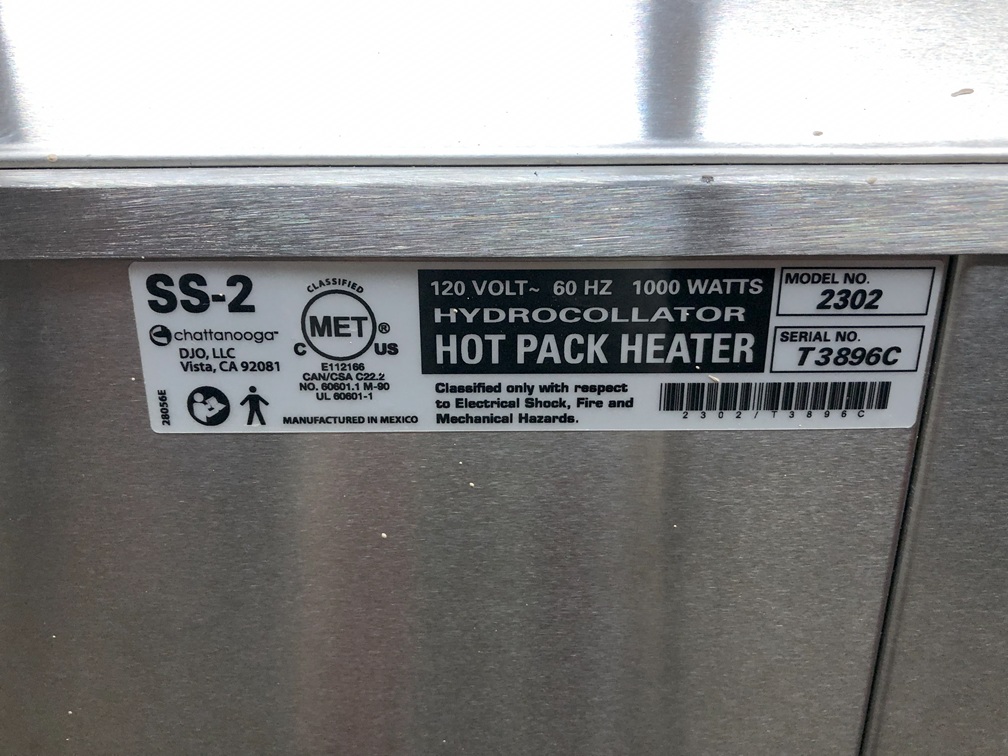 SS-2
chattanooga™
DJO, LLC
Vista, CA 92081
28056E
CLASSIFIED
MET ®
C US
E112166
CAN/CSA C22.2
NO. 60601.1 M-90
UL 60601-1
MANUFACTURED IN MEXICO
120 VOLT~ 60 HZ 1000 WATTS
HYDROCOLLATOR
HOT PACK HEATER
Classified only with respect
to Electrical Shock, Fire and
Mechanical Hazards.
MODEL NO.
2302
SERIAL NO.
T3896C
2302/T3896C